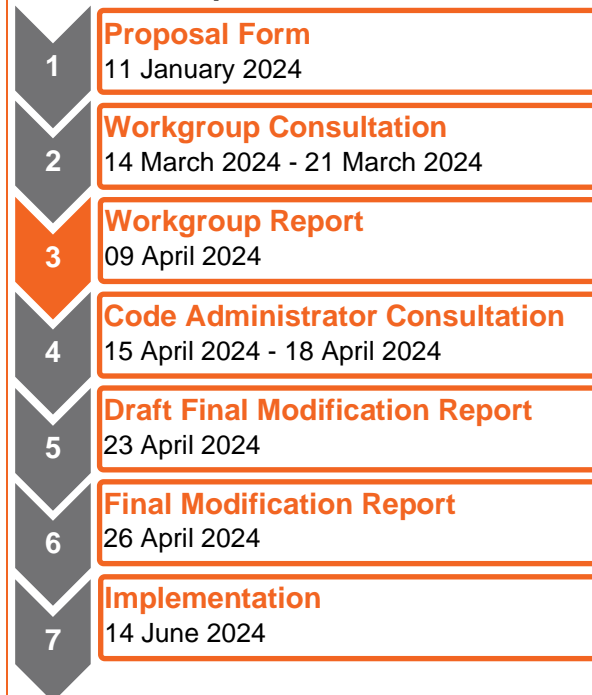 1
Proposal Form
11 January 2024
2
Workgroup Consultation
14 March 2024 - 21 March 2024
3
Workgroup Report
09 April 2024
4
Code Administrator Consultation
15 April 2024 - 18 April 2024
5
Draft Final Modification Report
23 April 2024
6
Final Modification Report
26 April 2024
7
Implementation
14 June 2024